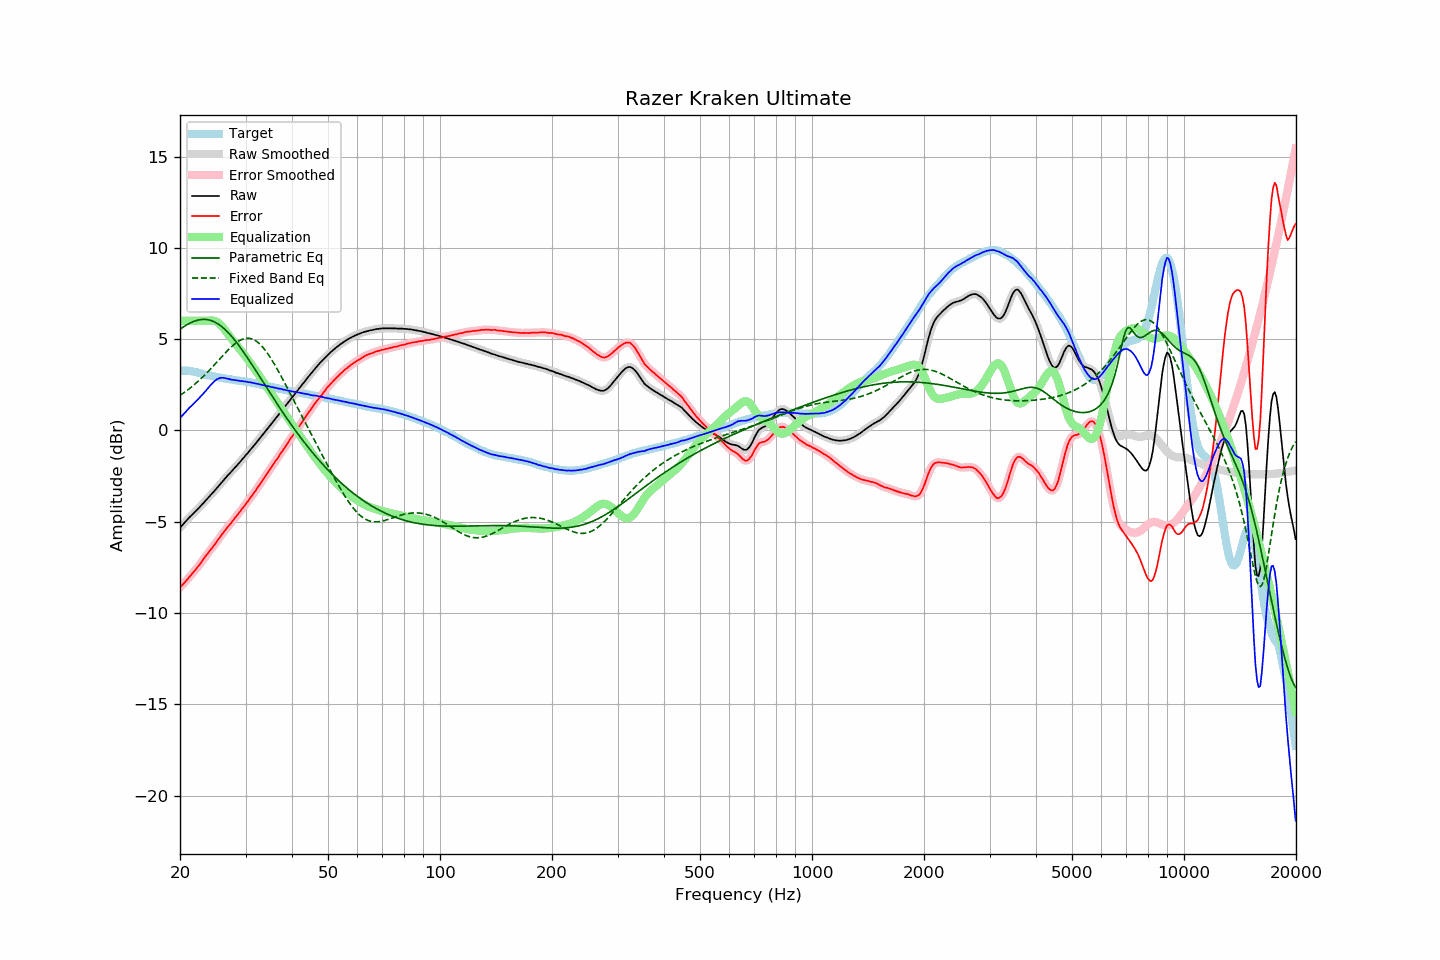 Razer Kraken Ultimate
Target
Raw Smoothed
Error Smoothed
Raw
Error
Equalization
Parametric Eq
Fixed Band Eq
Equalized
Amplitude (dBr)
15
10
5
0
−5
−10
−15
−20
20 50 100 200 500 1000 2000 5000 10000 20000
Frequency (Hz)